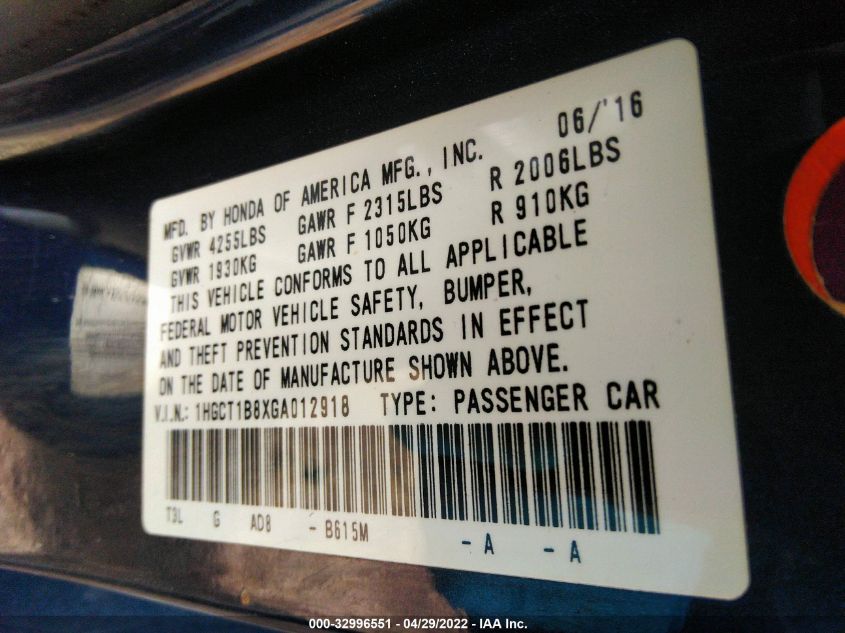 06/'16
MFD. BY HONDA OF AMERICA MFG., INC.
GVWR 4255LBS GAWR F 2315LBS R 2006LBS
GVWR 1930KG GAWR F 1050KG R 910KG
THIS VEHICLE CONFORMS TO ALL APPLICABLE
FEDERAL MOTOR VEHICLE SAFETY, BUMPER,
AND THEFT PREVENTION STANDARDS IN EFFECT
ON THE DATE OF MANUFACTURE SHOWN ABOVE.
V.I.N.: 1HGCT1B8XGA012918 TYPE: PASSENGER CAR
T3L G AD8 - B615M - A - A
000-32996551 - 04/29/2022 - IAA Inc.